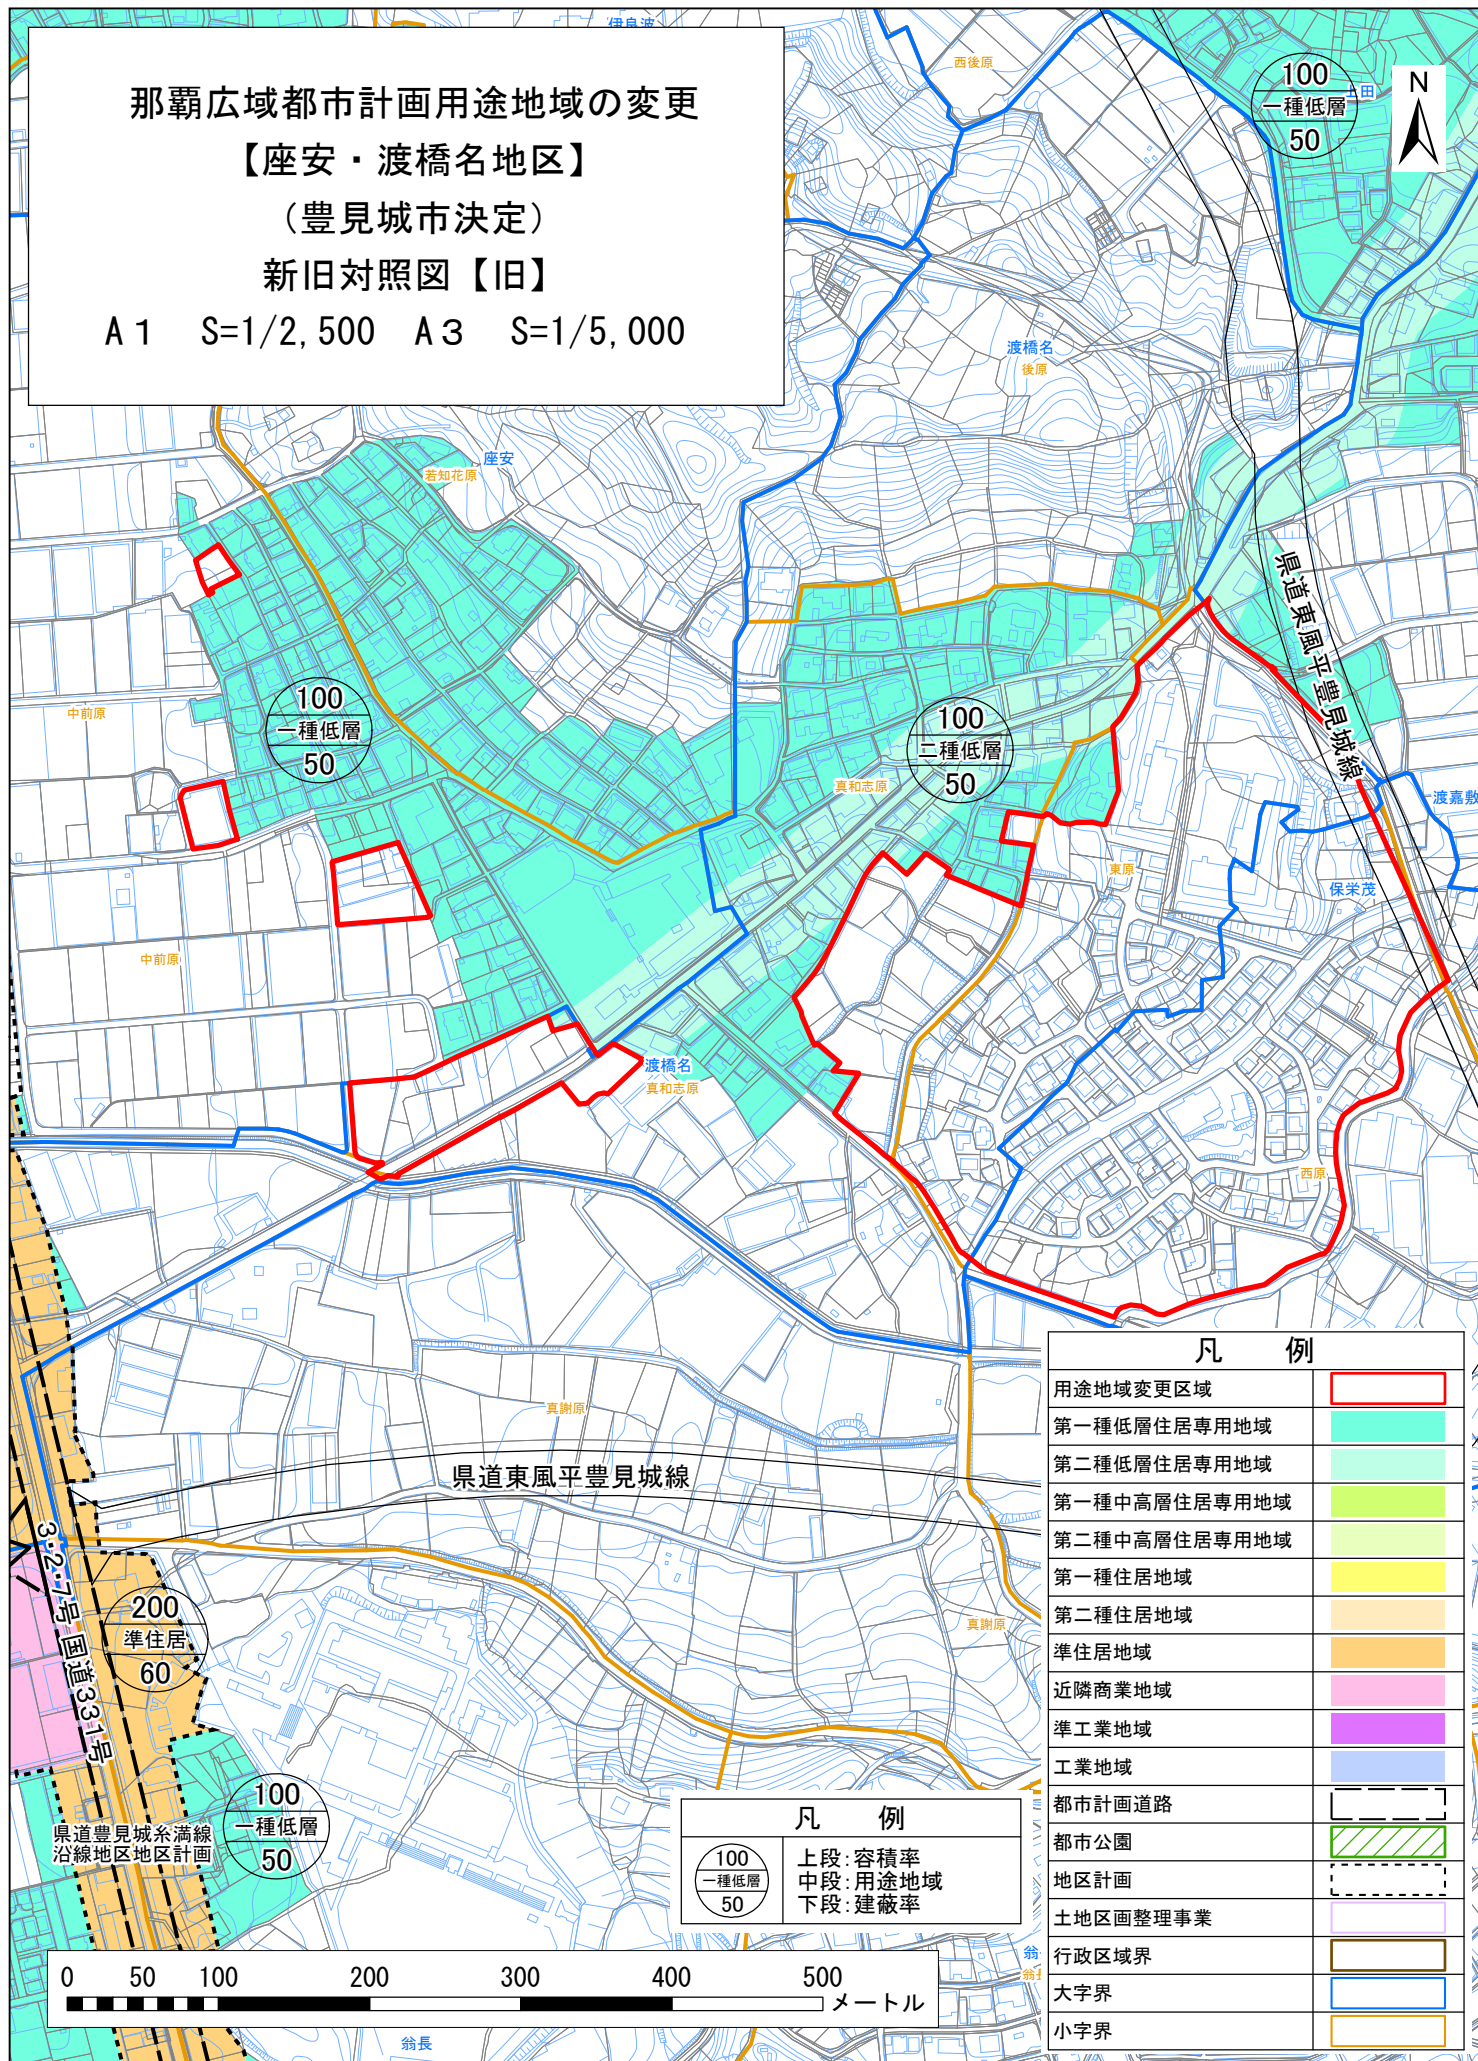 那覇広域都市計画用途地域の変更
【座安・渡橋名地区】
（豊見城市決定）
新旧対照図【旧】
A１ S=1/2,500 A３ S=1/5,000
伊良波
西後原
100
一種低層
50
上田
N
渡橋名
後原
座安
若知花原
県道東風平豊見城線
中前原
100
一種低層
50
100
二種低層
50
真和志原
渡嘉敷
東原
保栄茂
中前原
渡橋名
真和志原
西原
真謝原
県道東風平豊見城線
真謝原
3・2・7号 国道331号
200
準住居
60
100
一種低層
50
県道豊見城糸満線
沿線地区地区計画
凡 例
100
一種低層
50
上段：容積率
中段：用途地域
下段：建蔽率
凡 例
用途地域変更区域
第一種低層住居専用地域
第二種低層住居専用地域
第一種中高層住居専用地域
第二種中高層住居専用地域
第一種住居地域
第二種住居地域
準住居地域
近隣商業地域
準工業地域
工業地域
都市計画道路
都市公園
地区計画
土地区画整理事業
行政区域界
大字界
小字界
0 50 100 200 300 400 500
メートル
翁長